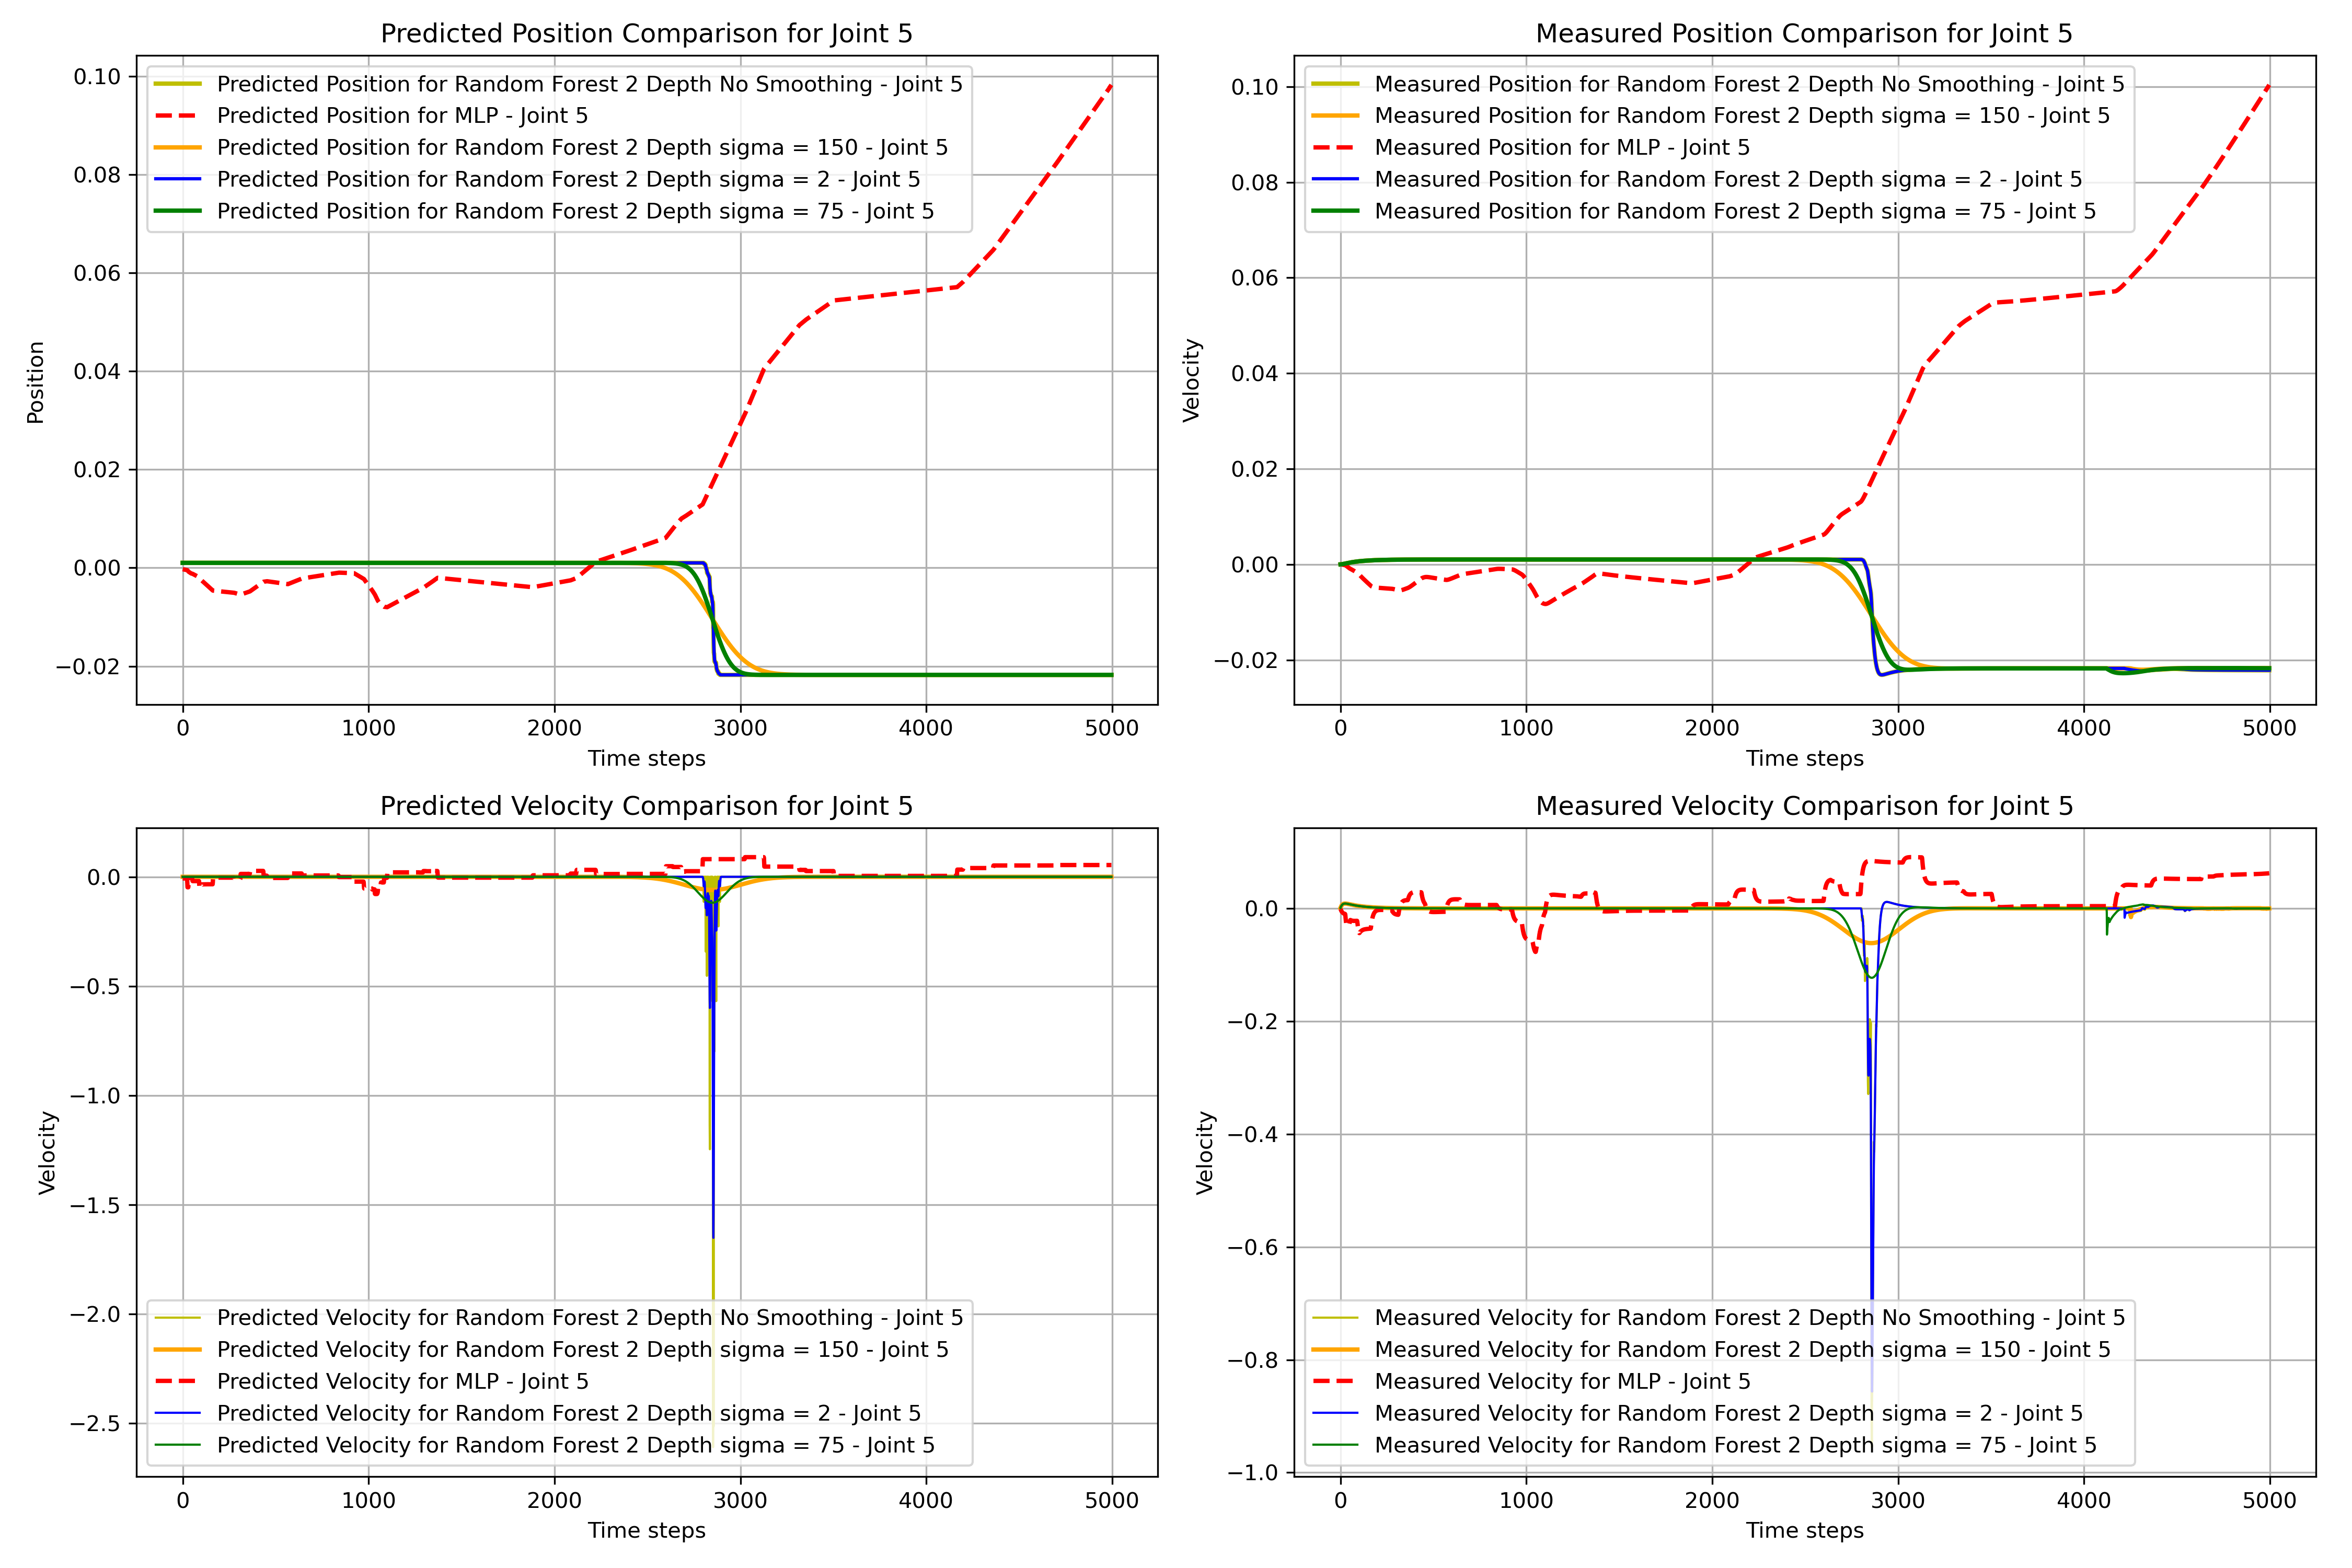 Predicted Position Comparison for Joint 5
Position
0.10
0.08
0.06
0.04
0.02
0.00
−0.02
Predicted Position for Random Forest 2 Depth No Smoothing - Joint 5
Predicted Position for MLP - Joint 5
Predicted Position for Random Forest 2 Depth sigma = 150 - Joint 5
Predicted Position for Random Forest 2 Depth sigma = 2 - Joint 5
Predicted Position for Random Forest 2 Depth sigma = 75 - Joint 5
0 1000 2000 3000 4000 5000
Time steps
Measured Position Comparison for Joint 5
Velocity
0.10
0.08
0.06
0.04
0.02
0.00
−0.02
Measured Position for Random Forest 2 Depth No Smoothing - Joint 5
Measured Position for Random Forest 2 Depth sigma = 150 - Joint 5
Measured Position for MLP - Joint 5
Measured Position for Random Forest 2 Depth sigma = 2 - Joint 5
Measured Position for Random Forest 2 Depth sigma = 75 - Joint 5
0 1000 2000 3000 4000 5000
Time steps
Predicted Velocity Comparison for Joint 5
Velocity
0.0
−0.5
−1.0
−1.5
−2.0
−2.5
Predicted Velocity for Random Forest 2 Depth No Smoothing - Joint 5
Predicted Velocity for Random Forest 2 Depth sigma = 150 - Joint 5
Predicted Velocity for MLP - Joint 5
Predicted Velocity for Random Forest 2 Depth sigma = 2 - Joint 5
Predicted Velocity for Random Forest 2 Depth sigma = 75 - Joint 5
0 1000 2000 3000 4000 5000
Time steps
Measured Velocity Comparison for Joint 5
Velocity
0.0
−0.2
−0.4
−0.6
−0.8
−1.0
Measured Velocity for Random Forest 2 Depth No Smoothing - Joint 5
Measured Velocity for Random Forest 2 Depth sigma = 150 - Joint 5
Measured Velocity for MLP - Joint 5
Measured Velocity for Random Forest 2 Depth sigma = 2 - Joint 5
Measured Velocity for Random Forest 2 Depth sigma = 75 - Joint 5
0 1000 2000 3000 4000 5000
Time steps